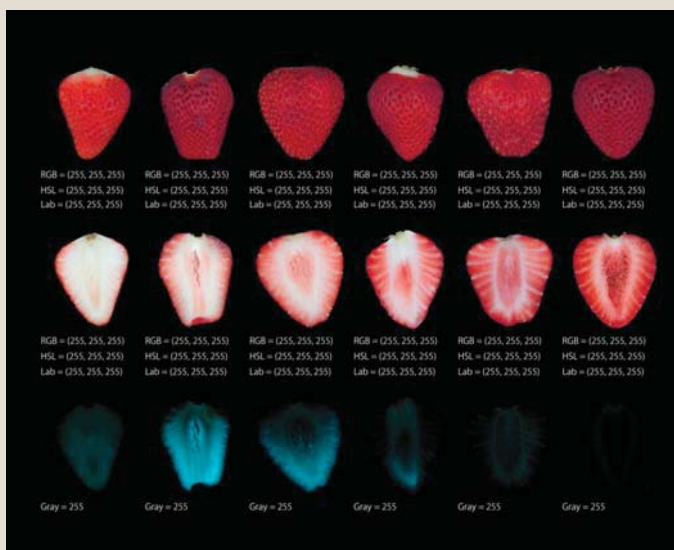 RGB = (255, 255, 255) RGB = (255, 255, 255) RGB = (255, 255, 255) RGB = (255, 255, 255) RGB = (255, 255, 255) RGB = (255, 255, 255)
HSL = (255, 255, 255) HSL = (255, 255, 255) HSL = (255, 255, 255) HSL = (255, 255, 255) HSL = (255, 255, 255) HSL = (255, 255, 255)
Lab = (255, 255, 255) Lab = (255, 255, 255) Lab = (255, 255, 255) Lab = (255, 255, 255) Lab = (255, 255, 255) Lab = (255, 255, 255)
RGB = (255, 255, 255) RGB = (255, 255, 255) RGB = (255, 255, 255) RGB = (255, 255, 255) RGB = (255, 255, 255) RGB = (255, 255, 255)
HSL = (255, 255, 255) HSL = (255, 255, 255) HSL = (255, 255, 255) HSL = (255, 255, 255) HSL = (255, 255, 255) HSL = (255, 255, 255)
Lab = (255, 255, 255) Lab = (255, 255, 255) Lab = (255, 255, 255) Lab = (255, 255, 255) Lab = (255, 255, 255) Lab = (255, 255, 255)
Gray = 255 Gray = 255 Gray = 255 Gray = 255 Gray = 255 Gray = 255